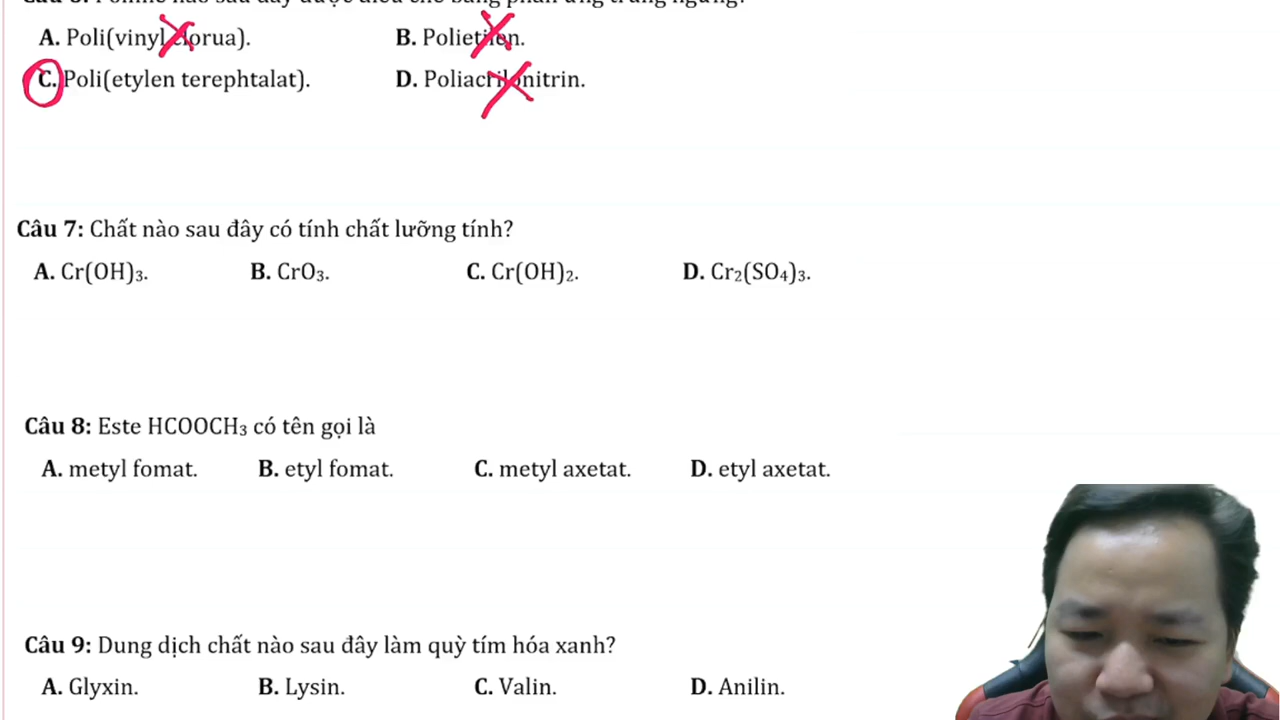 A. Poli(vinyl clorua). B. Polietilen.
C. Poli(etylen terephtalat). D. Poliacrilonitrin.
Câu 7: Chất nào sau đây có tính chất lưỡng tính?
A. Cr(OH)₃. B. CrO₃. C. Cr(OH)₂. D. Cr₂(SO₄)₃.
Câu 8: Este HCOOCH₃ có tên gọi là
A. metyl fomat. B. etyl fomat. C. metyl axetat. D. etyl axetat.
Câu 9: Dung dịch chất nào sau đây làm quỳ tím hóa xanh?
A. Glyxin. B. Lysin. C. Valin. D. Anilin.